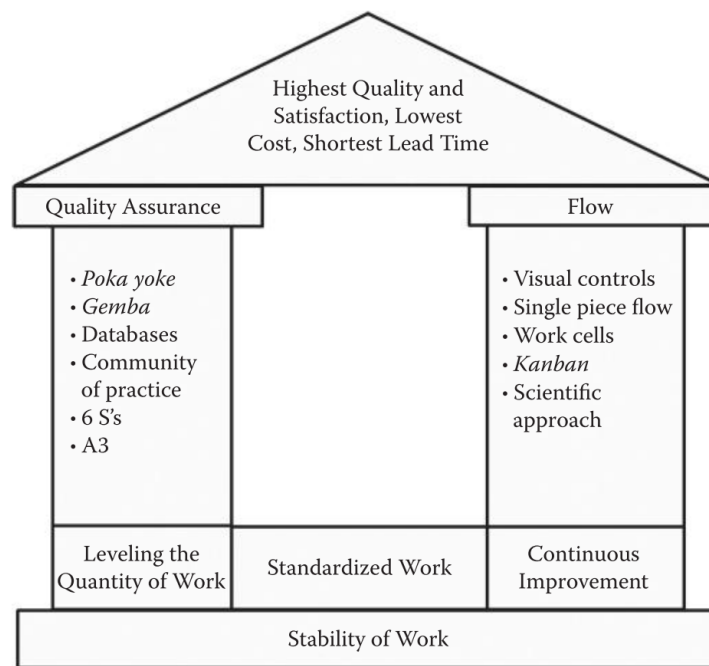 Highest Quality and
Satisfaction, Lowest
Cost, Shortest Lead Time
Quality Assurance
Flow
• Poka yoke
• Gemba
• Databases
• Community
of practice
• 6 S’s
• A3
• Visual controls
• Single piece flow
• Work cells
• Kanban
• Scientific
approach
Leveling the
Quantity of Work
Standardized Work
Continuous
Improvement
Stability of Work